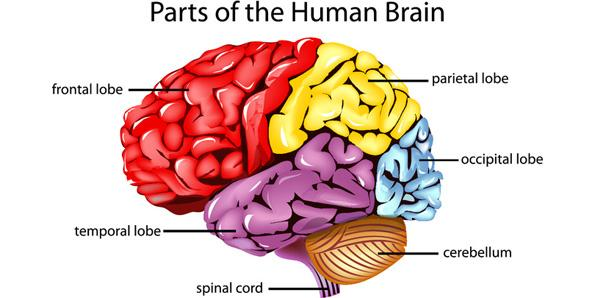 Parts of the Human Brain
frontal lobe
parietal lobe
occipital lobe
temporal lobe
cerebellum
spinal cord